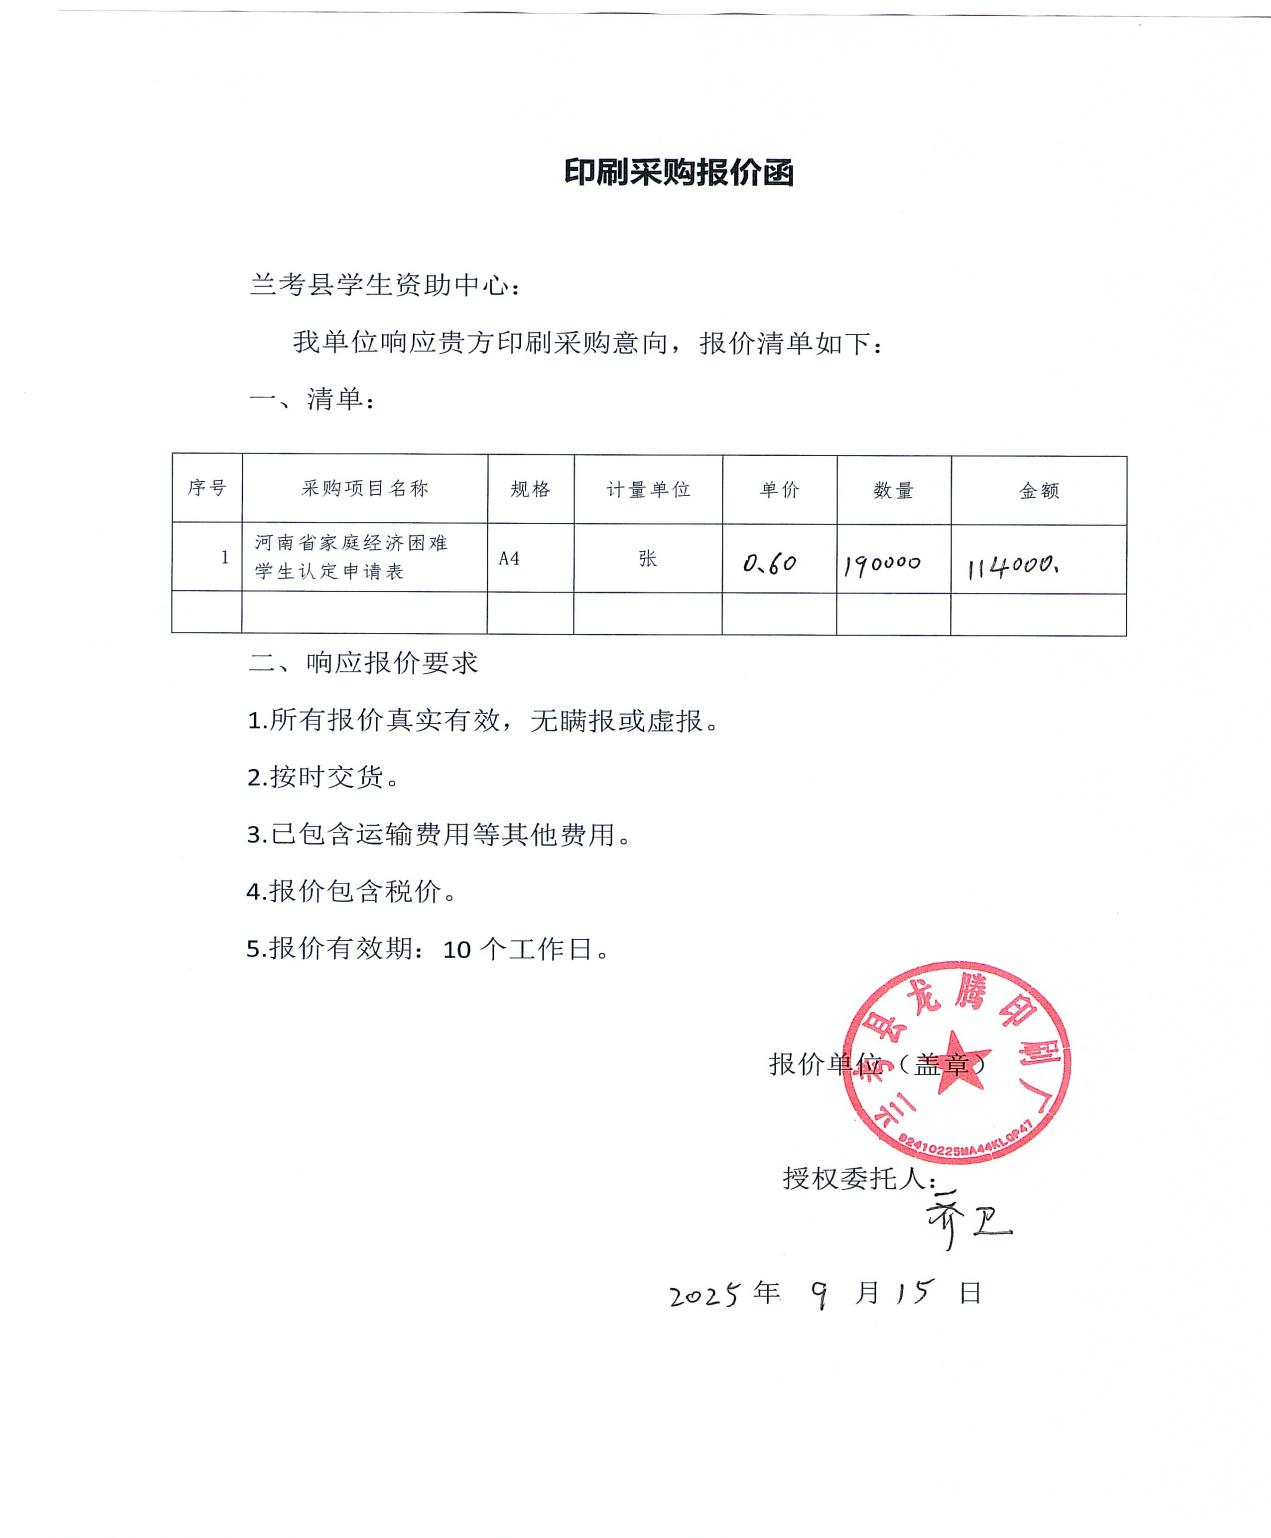 印刷采购报价函
兰考县学生资助中心：
我单位响应贵方印刷采购意向，报价清单如下：
一、清单：
序号 采购项目名称 规格 计量单位 单价 数量 金额
1 河南省家庭经济困难学生认定申请表 A4 张 0.60 190000 114000.
二、响应报价要求
1.所有报价真实有效，无瞒报或虚报。
2.按时交货。
3.已包含运输费用等其他费用。
4.报价包含税价。
5.报价有效期：10 个工作日。
兰考县龙腾印刷厂
报价单位（盖章）
92410225MA44KLQP47
授权委托人：
乔卫
2025 年 9 月 15 日